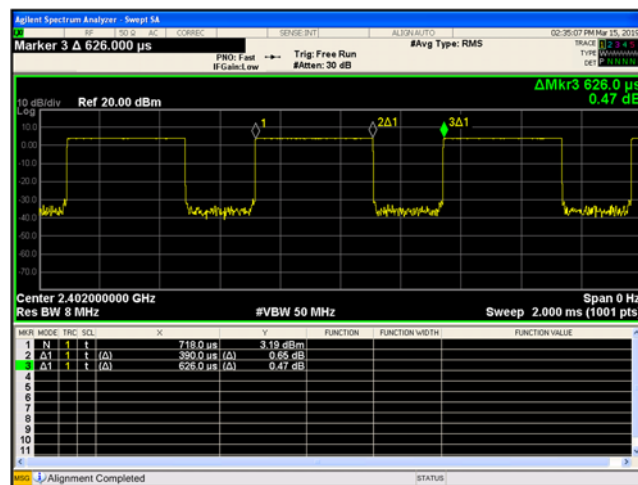 Agilent Spectrum Analyzer - Swept SA
RF 50 Ω AC CORREC SENSE:INT ALIGN AUTO 02:35:07 PM Mar 15, 2019
Marker 3 Δ 626.000 µs #Avg Type: RMS TRACE 1 2 3 4 5
PNO: Fast Trig: Free Run TYPE
IFGain:Low #Atten: 30 dB DET P N N N N
ΔMkr3 626.0 µs
0.47 dB
10 dB/div Ref 20.00 dBm
Log
1 2Δ1 3Δ1
10.0
0.00
-10.0
-20.0
-30.0
-40.0
-50.0
-60.0
-70.0
Center 2.402000000 GHz Span 0 Hz
Res BW 8 MHz #VBW 50 MHz Sweep 2.000 ms (1001 pts)
MKR MODE TRC SCL X Y FUNCTION FUNCTION WIDTH FUNCTION VALUE
1 N 1 t 718.0 µs 3.19 dBm
2 Δ1 1 t (Δ) 390.0 µs (Δ) 0.65 dB
3 Δ1 1 t (Δ) 626.0 µs (Δ) 0.47 dB
4
5
6
7
8
9
10
11
MSG Alignment Completed STATUS